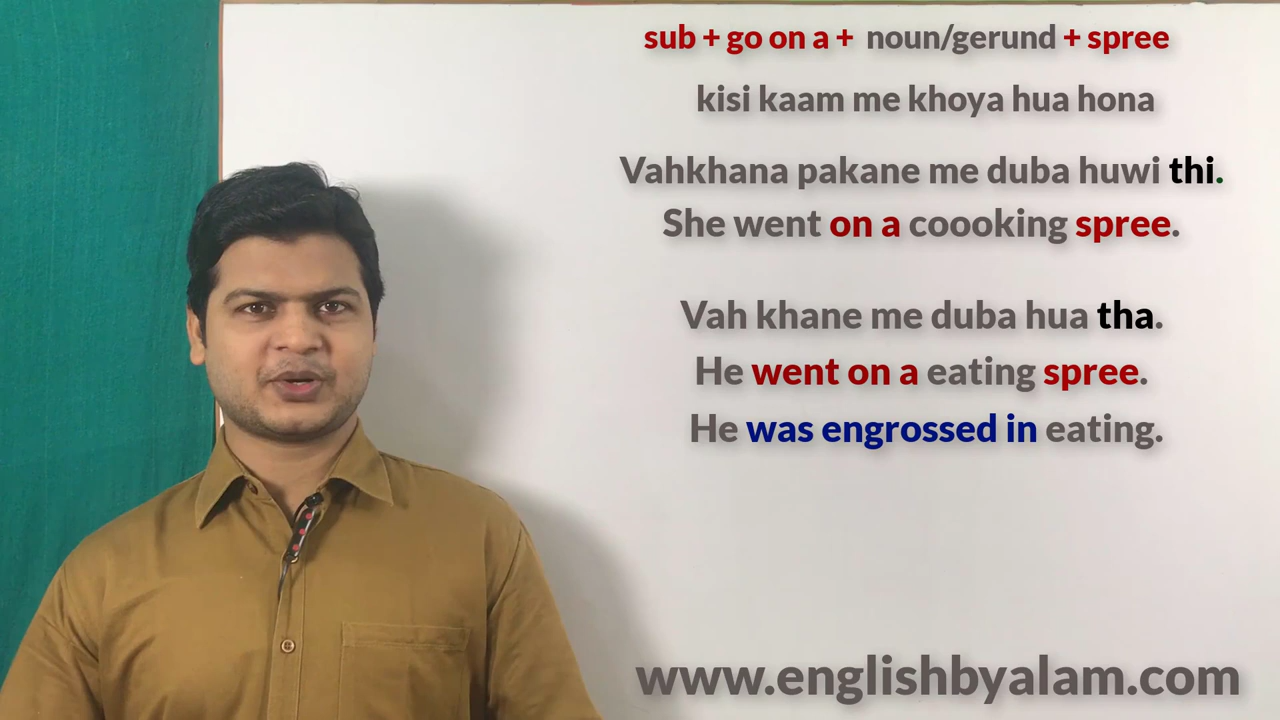 sub + go on a + noun/gerund + spree
kisi kaam me khoya hua hona
Vahkhana pakane me duba huwi thi.
She went on a coooking spree.
Vah khane me duba hua tha.
He went on a eating spree.
He was engrossed in eating.
www.englishbyalam.com